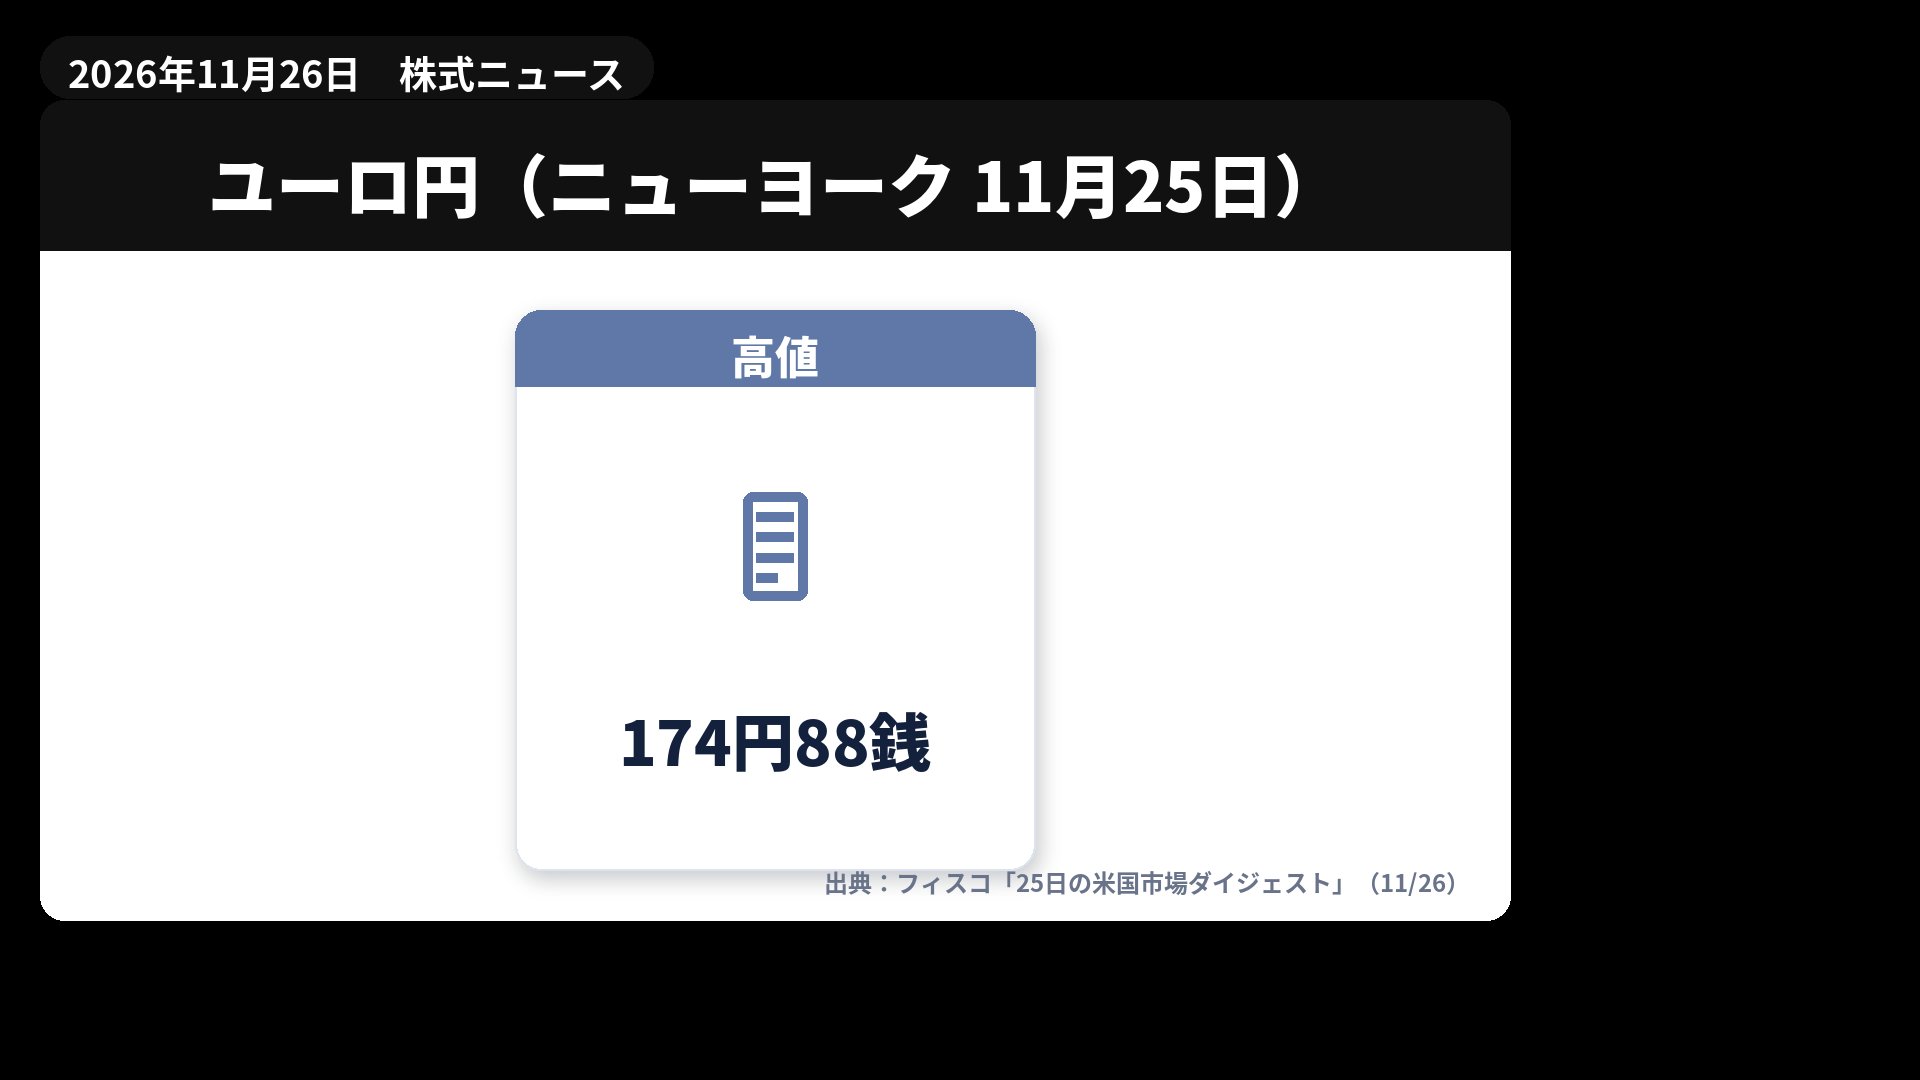 2026年11月26日　株式ニュース
ユーロ円（ニューヨーク 11月25日）
高値
174円88銭
出典：フィスコ「25日の米国市場ダイジェスト」（11/26）